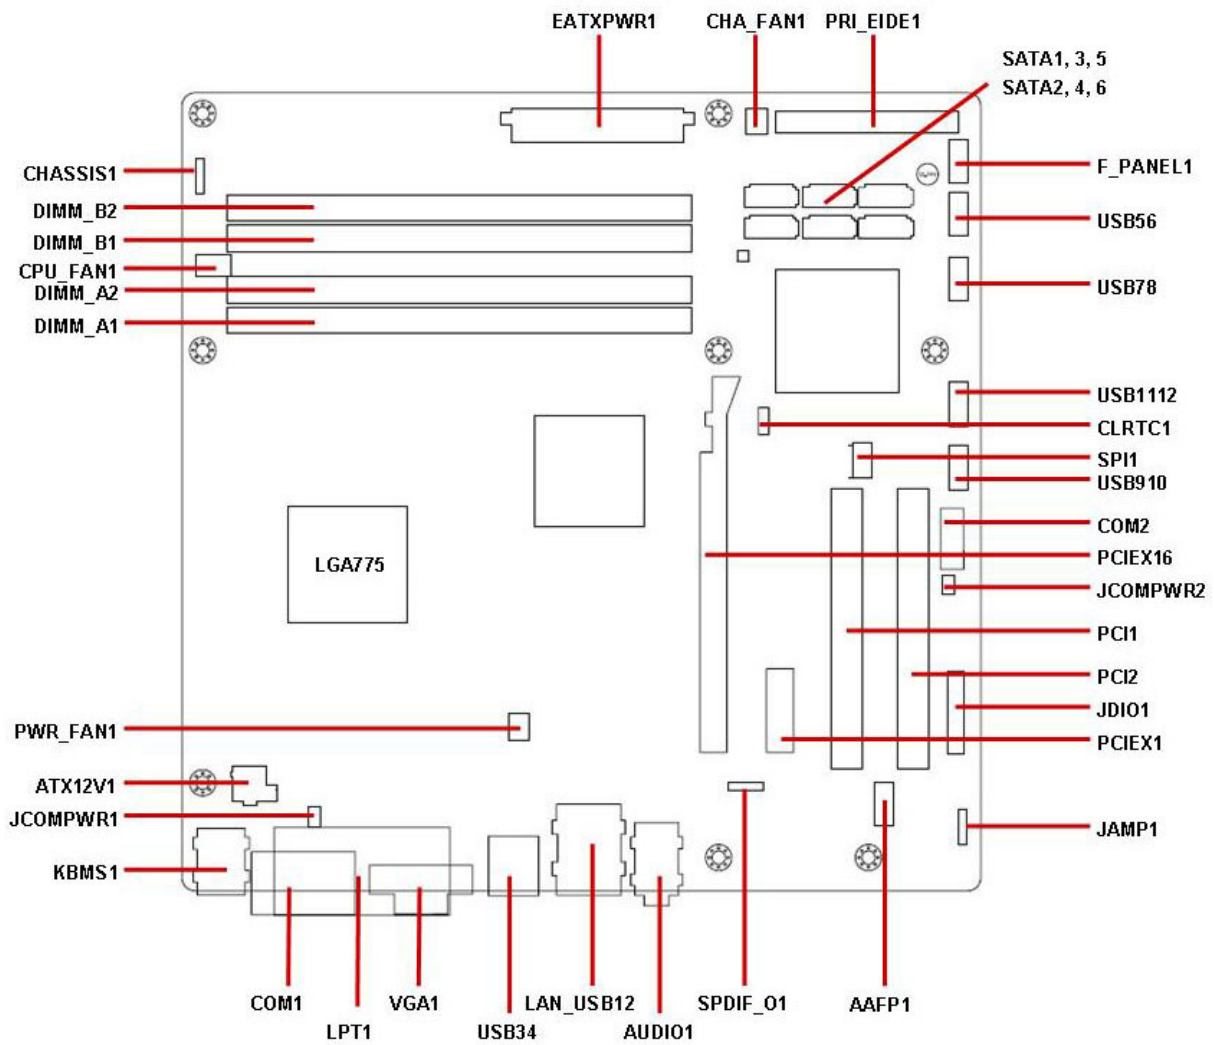 EATXPWR1
CHA_FAN1
PRI_EIDE1
SATA1, 3, 5
SATA2, 4, 6
CHASSIS1
DIMM_B2
DIMM_B1
CPU_FAN1
DIMM_A2
DIMM_A1
F_PANEL1
USB56
USB78
USB1112
CLRTC1
SPI1
USB910
COM2
PCIEX16
JCOMPWR2
PCI1
PCI2
JDIO1
PCIEX1
JAMP1
LGA775
PWR_FAN1
ATX12V1
JCOMPWR1
KBMS1
COM1
LPT1
VGA1
USB34
LAN_USB12
AUDIO1
SPDIF_O1
AAFP1